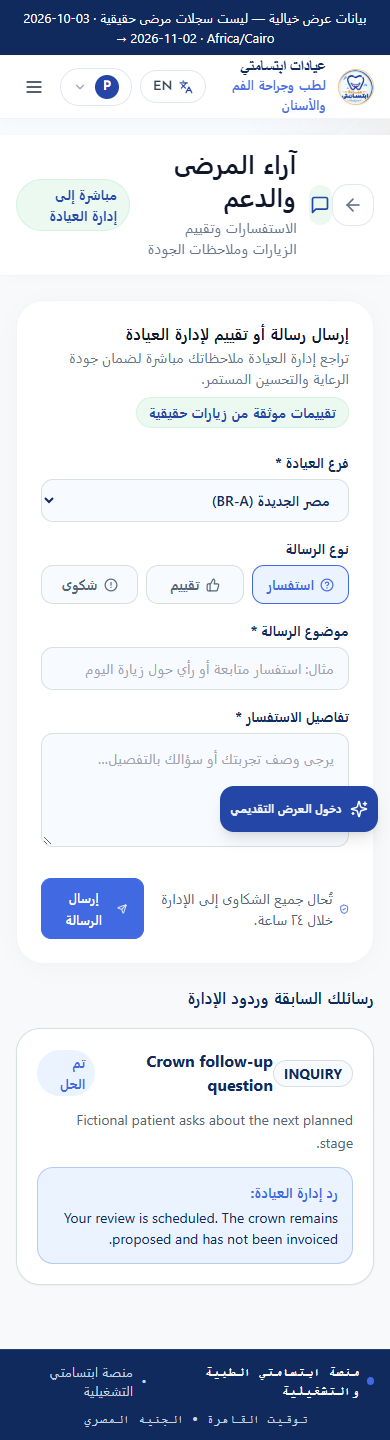 بيانات عرض خيالية — ليست سجلات مرضى حقيقية · 2026-10-03
→ 2026-11-02 · Africa/Cairo
عيادات ابتسامتي
لطب وجراحة الفم
والأسنان
EN
P
آراء المرضى
والدعم
الاستفسارات وتقييم
الزيارات وملاحظات الجودة
مباشرة إلى
إدارة العيادة
إرسال رسالة أو تقييم لإدارة العيادة
تراجع إدارة العيادة ملاحظاتك مباشرة لضمان جودة
الرعاية والتحسين المستمر.
تقييمات موثقة من زيارات حقيقية
فرع العيادة *
مصر الجديدة (BR-A)
نوع الرسالة
استفسار
تقييم
شكوى
موضوع الرسالة *
مثال: استفسار متابعة أو رأي حول زيارة اليوم
تفاصيل الاستفسار *
يرجى وصف تجربتك أو سؤالك بالتفصيل...
دخول العرض التقديمي
تُحال جميع الشكاوى إلى الإدارة
خلال ٢٤ ساعة.
إرسال
الرسالة
رسائلك السابقة وردود الإدارة
INQUIRY
Crown follow-up
question
تم
الحل
Fictional patient asks about the next planned
stage.
رد إدارة العيادة:
Your review is scheduled. The crown remains
proposed and has not been invoiced.
منصة ابتسامتي الطبية
والتشغيلية
•
منصة ابتسامتي
التشغيلية
توقيت القاهرة • الجنيه المصري